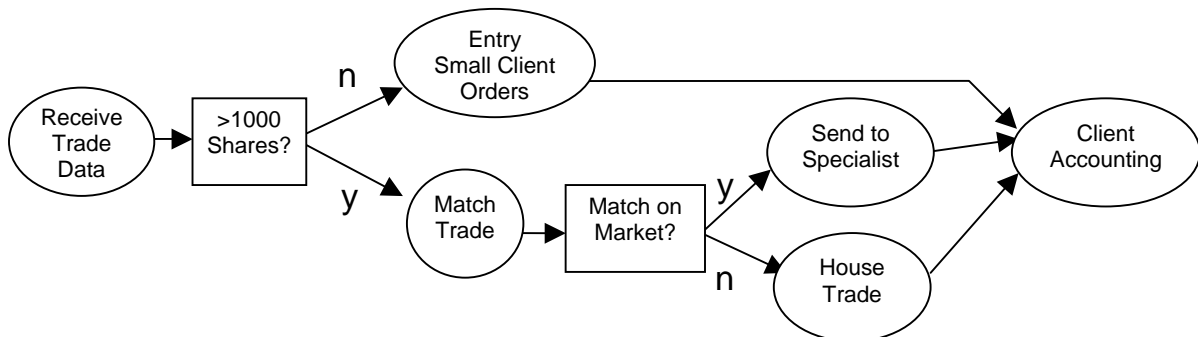 Receive
Trade
Data
>1000
Shares?
n
y
Entry
Small Client
Orders
Match
Trade
Match on
Market?
y
n
Send to
Specialist
House
Trade
Client
Accounting